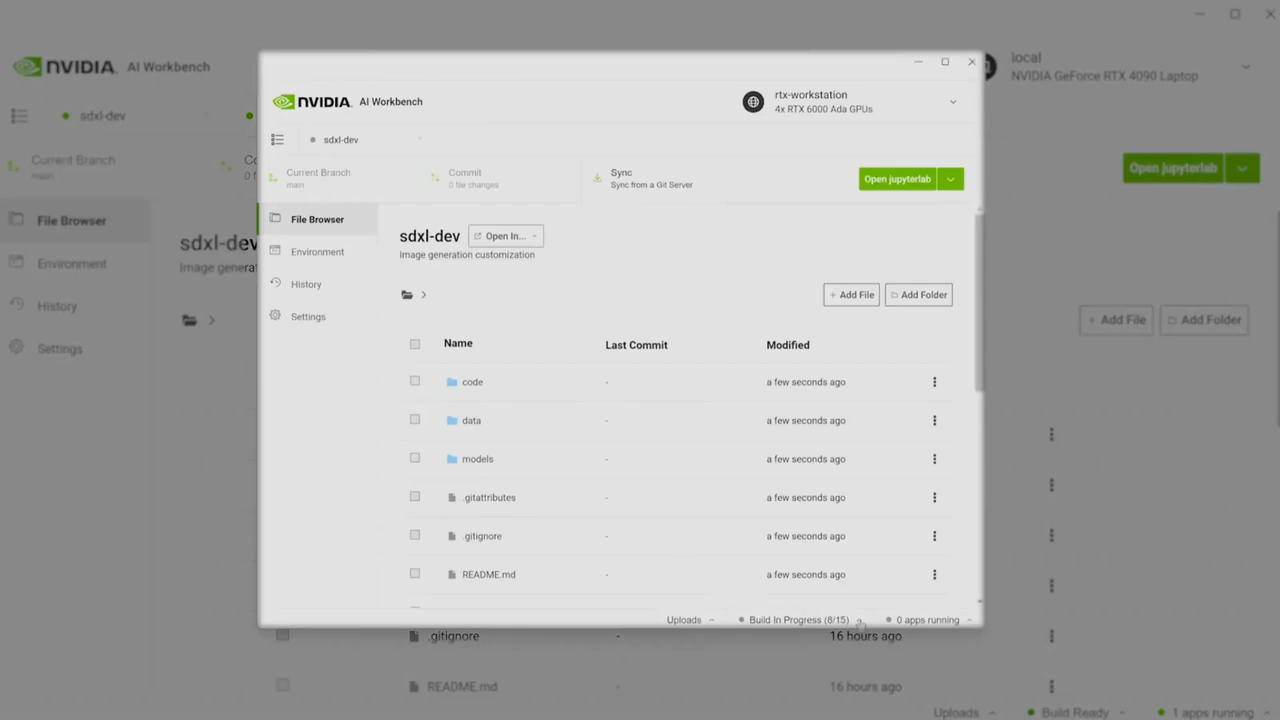 NVIDIA. AI Workbench
local
NVIDIA GeForce RTX 4090 Laptop
sdxl-dev
Current Branch
main
Open jupyterlab
File Browser
Environment
History
Settings
sdxl-dev
Add File
Add Folder
NVIDIA. AI Workbench
rtx-workstation
4x RTX 6000 Ada GPUs
sdxl-dev
Current Branch
main
Commit
0 file changes
Sync
Sync from a Git Server
Open jupyterlab
File Browser
Environment
History
Settings
sdxl-dev
Open In...
Image generation customization
+ Add File
Add Folder
Name Last Commit Modified
code - a few seconds ago
data - a few seconds ago
models - a few seconds ago
.gitattributes - a few seconds ago
.gitignore - a few seconds ago
README.md - a few seconds ago
Uploads Build In Progress (8/15) 0 apps running
.gitignore - 16 hours ago
README.md - 16 hours ago
Uploads Build Ready 1 apps running